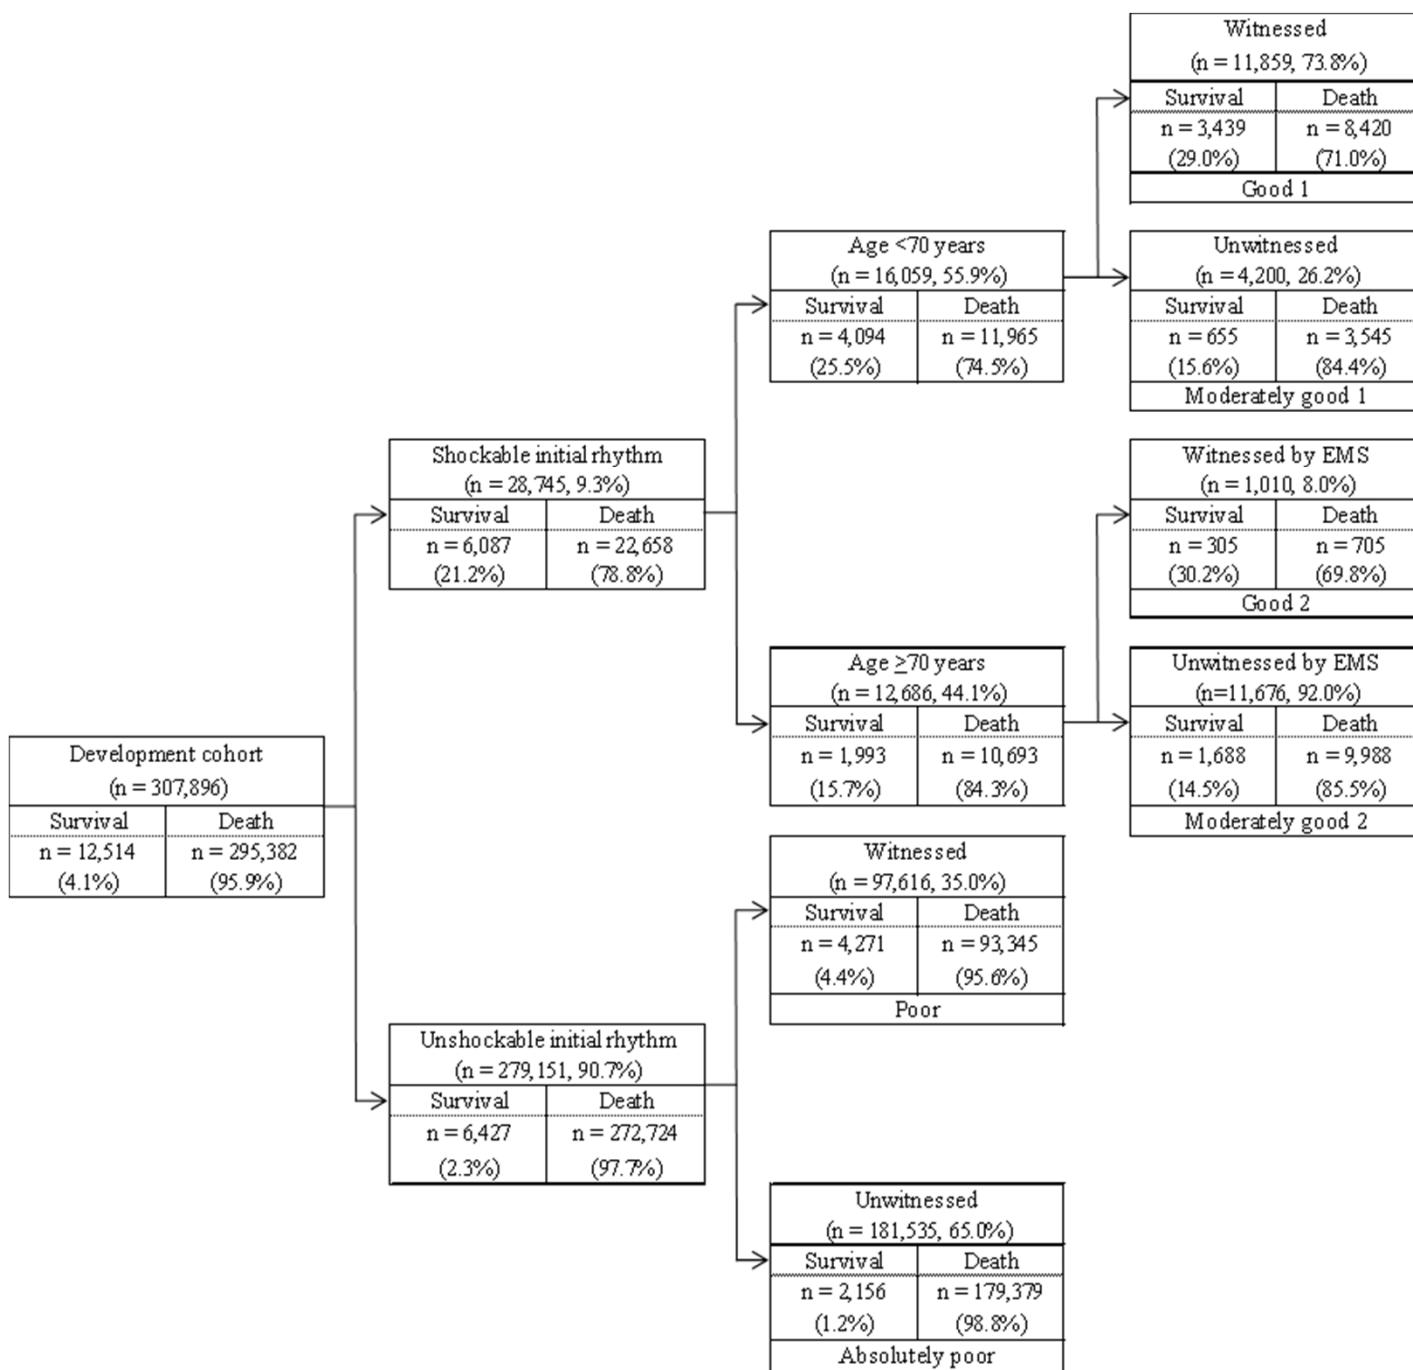 Development cohort
(n = 307,896)
Survival Death
n = 12,514 n = 295,382
(4.1%) (95.9%)
Shockable initial rhythm
(n = 28,745, 9.3%)
Survival Death
n = 6,087 n = 22,658
(21.2%) (78.8%)
Unshockable initial rhythm
(n = 279,151, 90.7%)
Survival Death
n = 6,427 n = 272,724
(2.3%) (97.7%)
Age <70 years
(n = 16,059, 55.9%)
Survival Death
n = 4,094 n = 11,965
(25.5%) (74.5%)
Age ≥70 years
(n = 12,686, 44.1%)
Survival Death
n = 1,993 n = 10,693
(15.7%) (84.3%)
Witnessed
(n = 97,616, 35.0%)
Survival Death
n = 4,271 n = 93,345
(4.4%) (95.6%)
Poor
Unwitnessed
(n = 181,535, 65.0%)
Survival Death
n = 2,156 n = 179,379
(1.2%) (98.8%)
Absolutely poor
Witnessed
(n = 11,859, 73.8%)
Survival Death
n = 3,439 n = 8,420
(29.0%) (71.0%)
Good 1
Unwitnessed
(n = 4,200, 26.2%)
Survival Death
n = 655 n = 3,545
(15.6%) (84.4%)
Moderately good 1
Witnessed by EMS
(n = 1,010, 8.0%)
Survival Death
n = 305 n = 705
(30.2%) (69.8%)
Good 2
Unwitnessed by EMS
(n=11,676, 92.0%)
Survival Death
n = 1,688 n = 9,988
(14.5%) (85.5%)
Moderately good 2